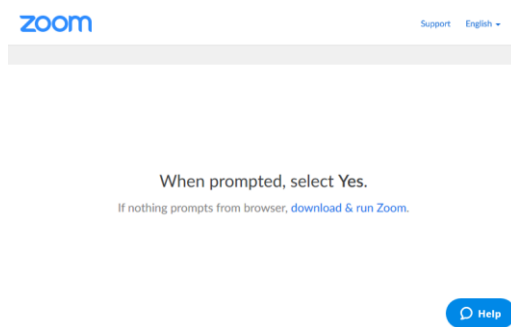 zoom
Support English
When prompted, select Yes.
If nothing prompts from browser, download & run Zoom.
Help